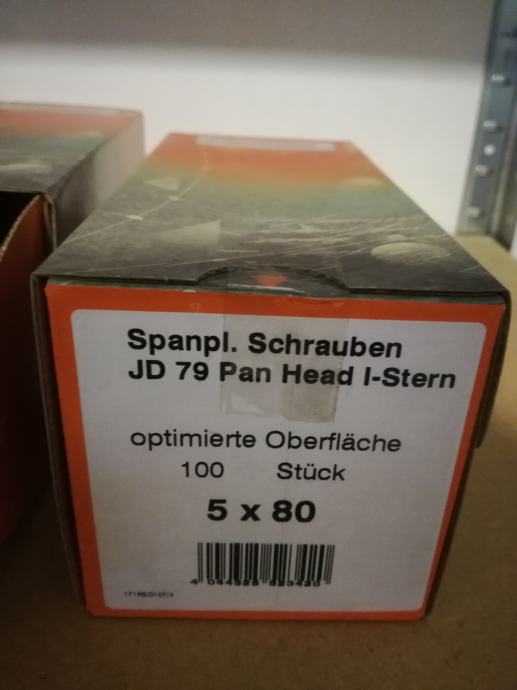 Spanpl. Schrauben
JD 79 Pan Head I-Stern
optimierte Oberfläche
100 Stück
5 x 80